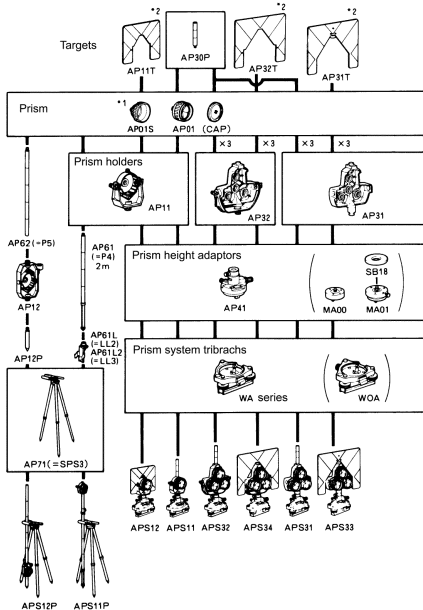 *2
*2
*2
Targets
AP11T
AP30P
AP32T
AP31T
Prism
*1
AP01S
AP01
(CAP)
×3
×3
×3
×3
Prism holders
AP11
AP32
AP31
AP62(=P5)
AP61
(=P4)
2m
Prism height adaptors
SB18
AP41
MA00
MA01
AP12
AP61L
(=LL2)
AP61L2
(=LL3)
AP12P
Prism system tribrachs
WA series
WOA
AP71(=SPS3)
APS12
APS11
APS32
APS34
APS31
APS33
APS12P
APS11P